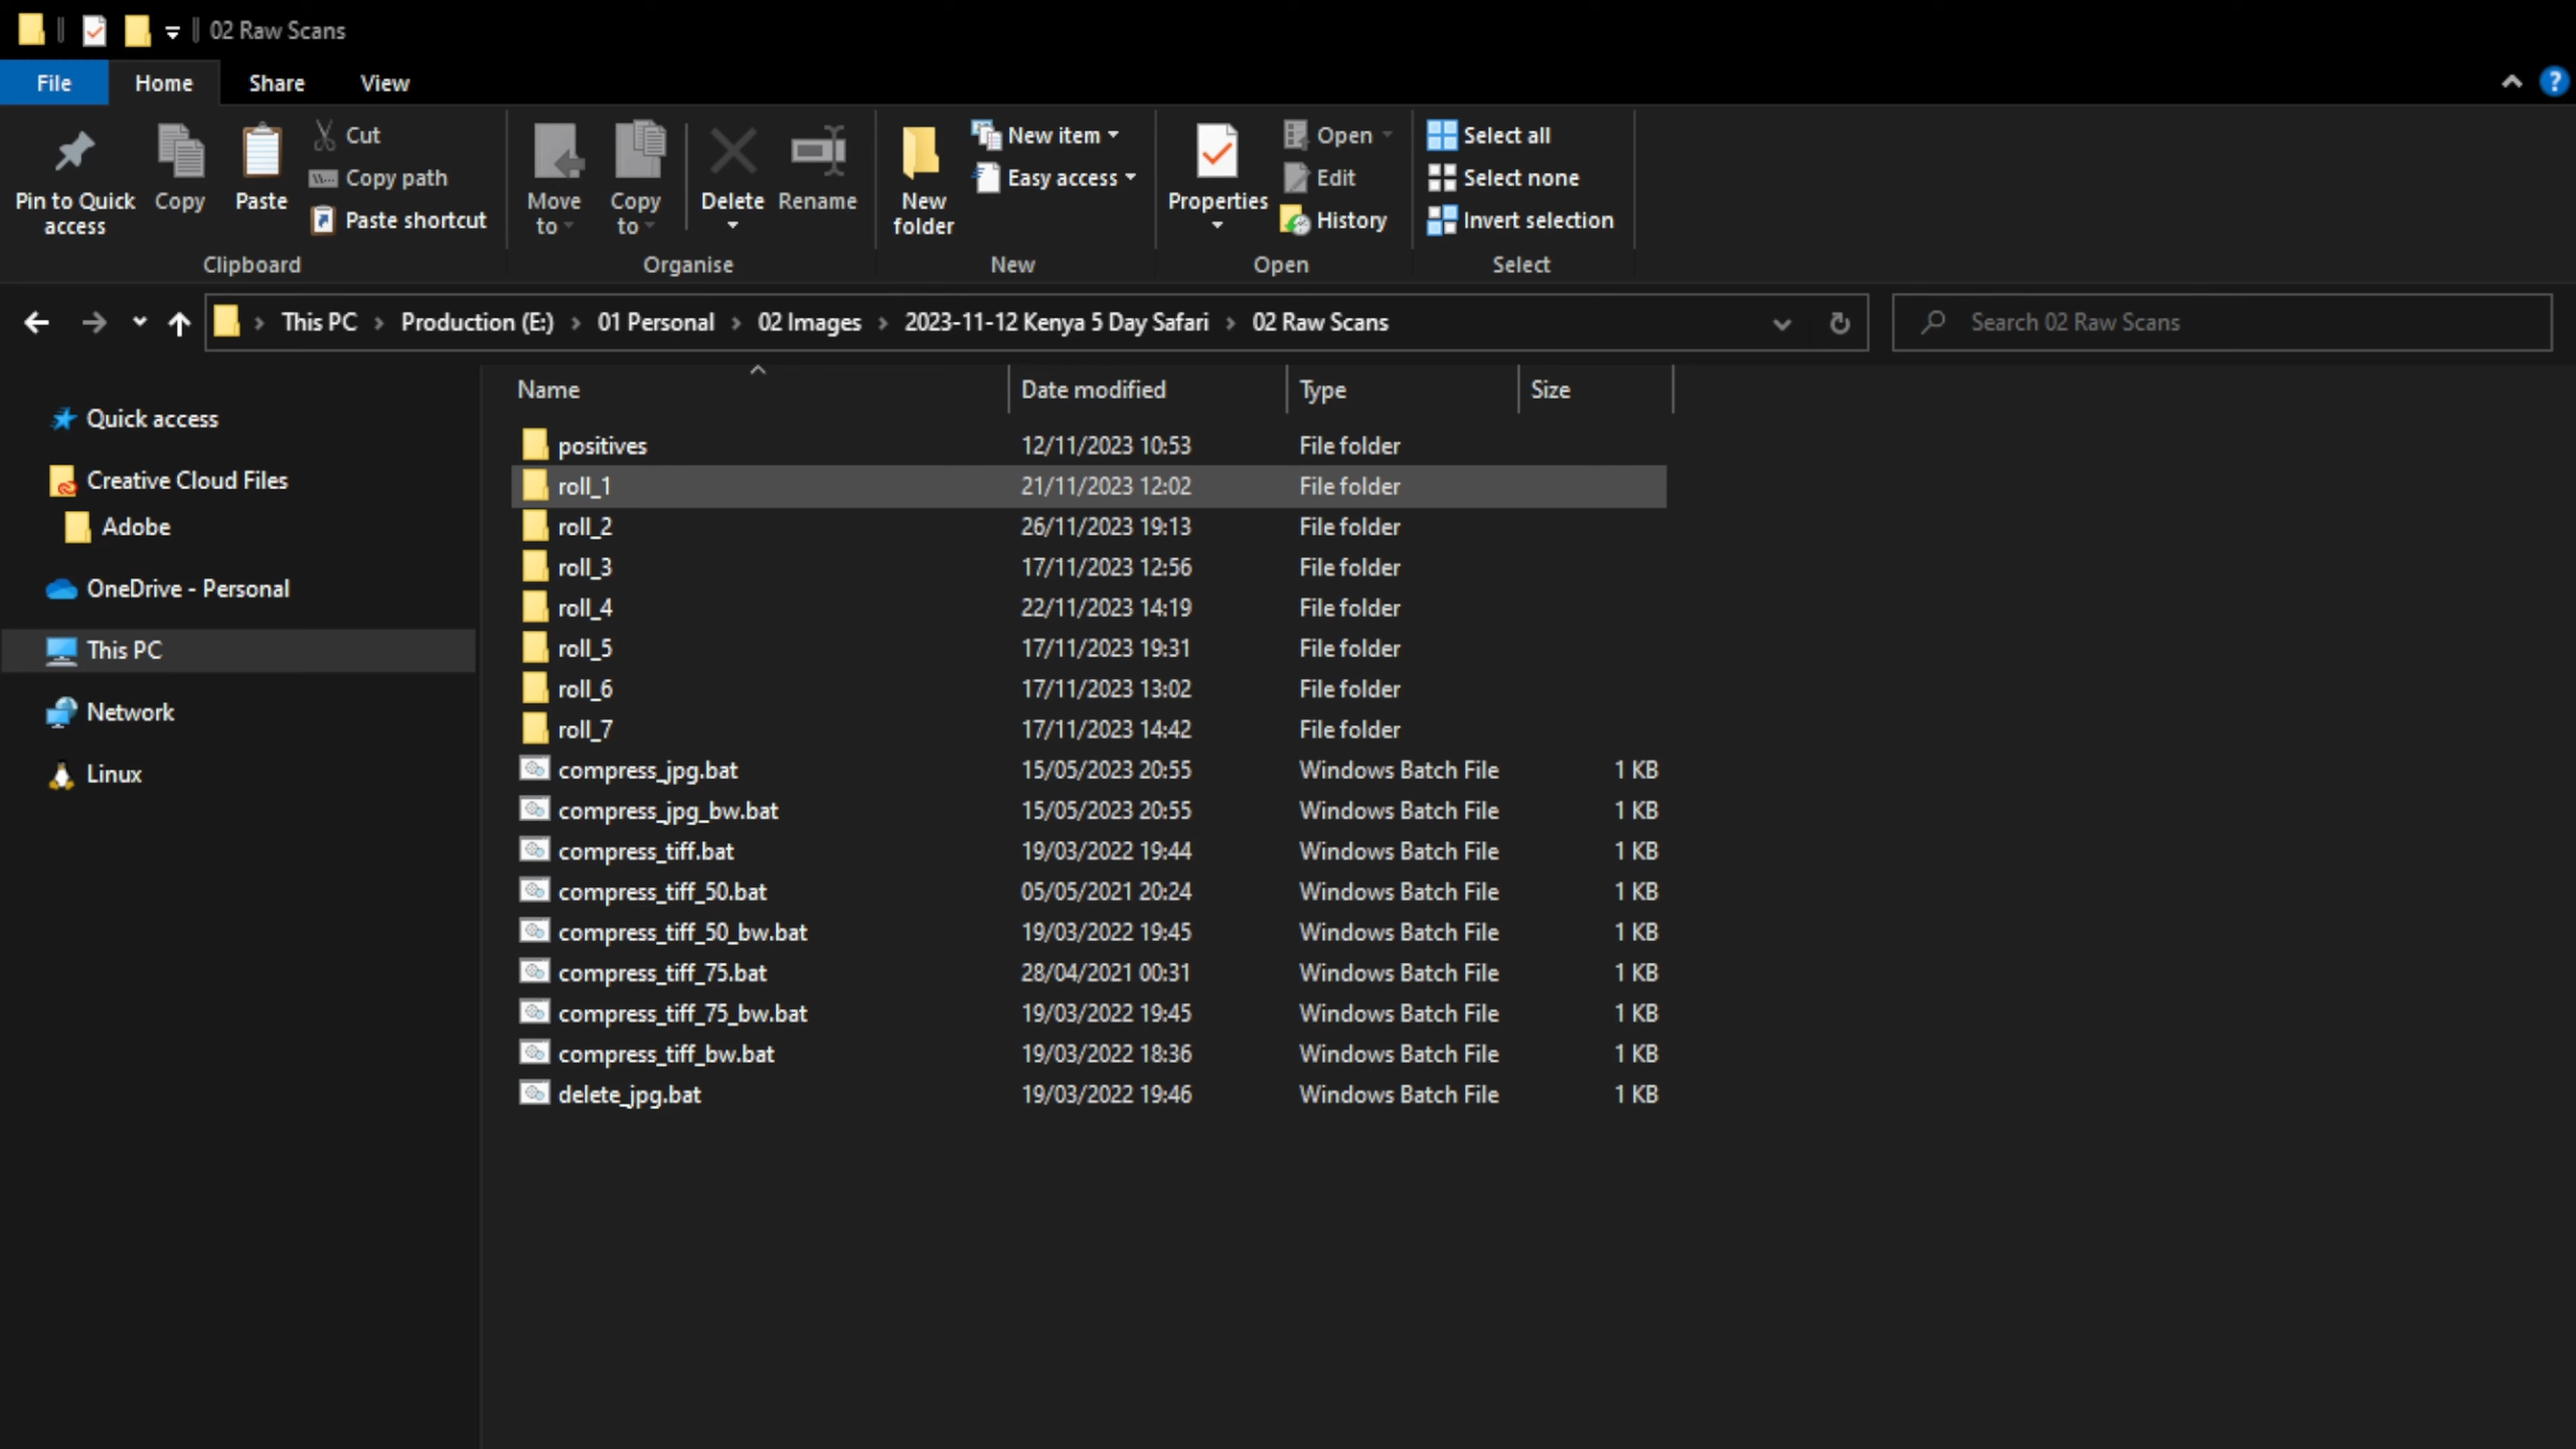 02 Raw Scans
File Home Share View
Pin to Quick access
Copy
Paste
Cut
Copy path
Paste shortcut
Clipboard
Move to
Copy to
Delete
Rename
Organise
New folder
New item
Easy access
New
Properties
Open
Edit
History
Open
Select all
Select none
Invert selection
Select
This PC > Production (E:) > 01 Personal > 02 Images > 2023-11-12 Kenya 5 Day Safari > 02 Raw Scans
Search 02 Raw Scans
Quick access
Creative Cloud Files
Adobe
OneDrive - Personal
This PC
Network
Linux
Name Date modified Type Size
positives 12/11/2023 10:53 File folder
roll_1 21/11/2023 12:02 File folder
roll_2 26/11/2023 19:13 File folder
roll_3 17/11/2023 12:56 File folder
roll_4 22/11/2023 14:19 File folder
roll_5 17/11/2023 19:31 File folder
roll_6 17/11/2023 13:02 File folder
roll_7 17/11/2023 14:42 File folder
compress_jpg.bat 15/05/2023 20:55 Windows Batch File 1 KB
compress_jpg_bw.bat 15/05/2023 20:55 Windows Batch File 1 KB
compress_tiff.bat 19/03/2022 19:44 Windows Batch File 1 KB
compress_tiff_50.bat 05/05/2021 20:24 Windows Batch File 1 KB
compress_tiff_50_bw.bat 19/03/2022 19:45 Windows Batch File 1 KB
compress_tiff_75.bat 28/04/2021 00:31 Windows Batch File 1 KB
compress_tiff_75_bw.bat 19/03/2022 19:45 Windows Batch File 1 KB
compress_tiff_bw.bat 19/03/2022 18:36 Windows Batch File 1 KB
delete_jpg.bat 19/03/2022 19:46 Windows Batch File 1 KB